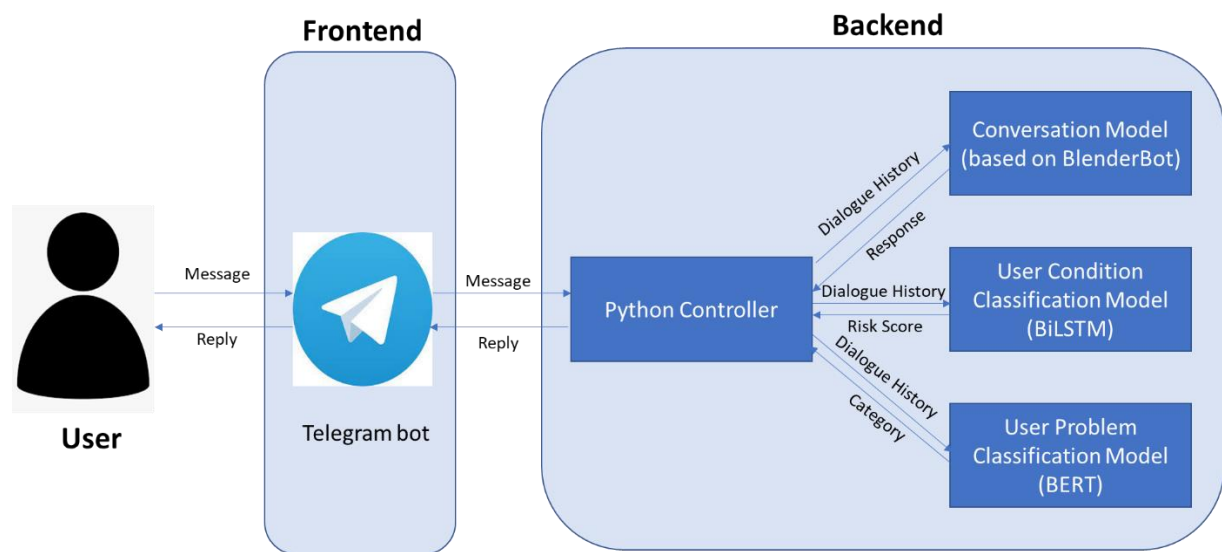 Frontend
Backend
Conversation Model
(based on BlenderBot)
Dialogue History
Response
Message
Message
User Condition
Classification Model
(BiLSTM)
Dialogue History
Python Controller
Risk Score
Reply
Reply
Dialogue History
Category
User
Telegram bot
User Problem
Classification Model
(BERT)